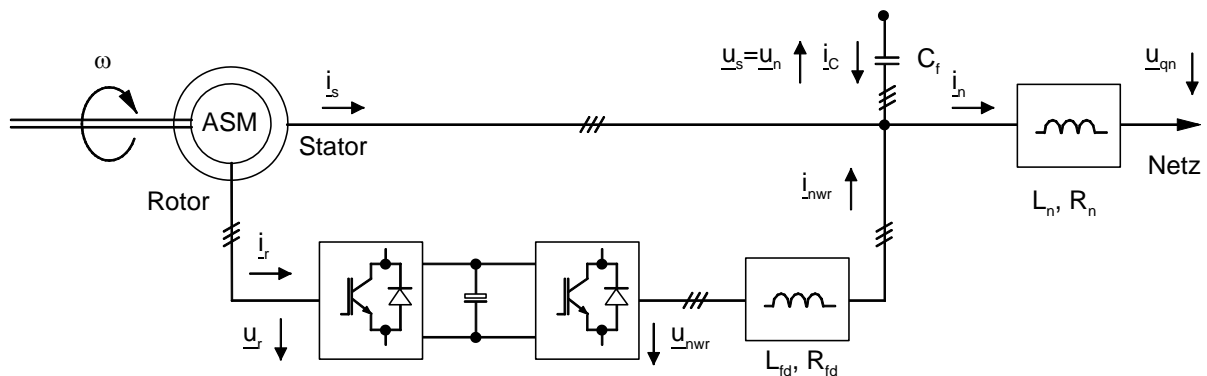 ω
ASM
Rotor
Stator
i_s
u_s=u_n
i_C
C_f
i_n
u_qn
Netz
L_n, R_n
i_nwr
i_r
u_r
u_nwr
L_fd, R_fd